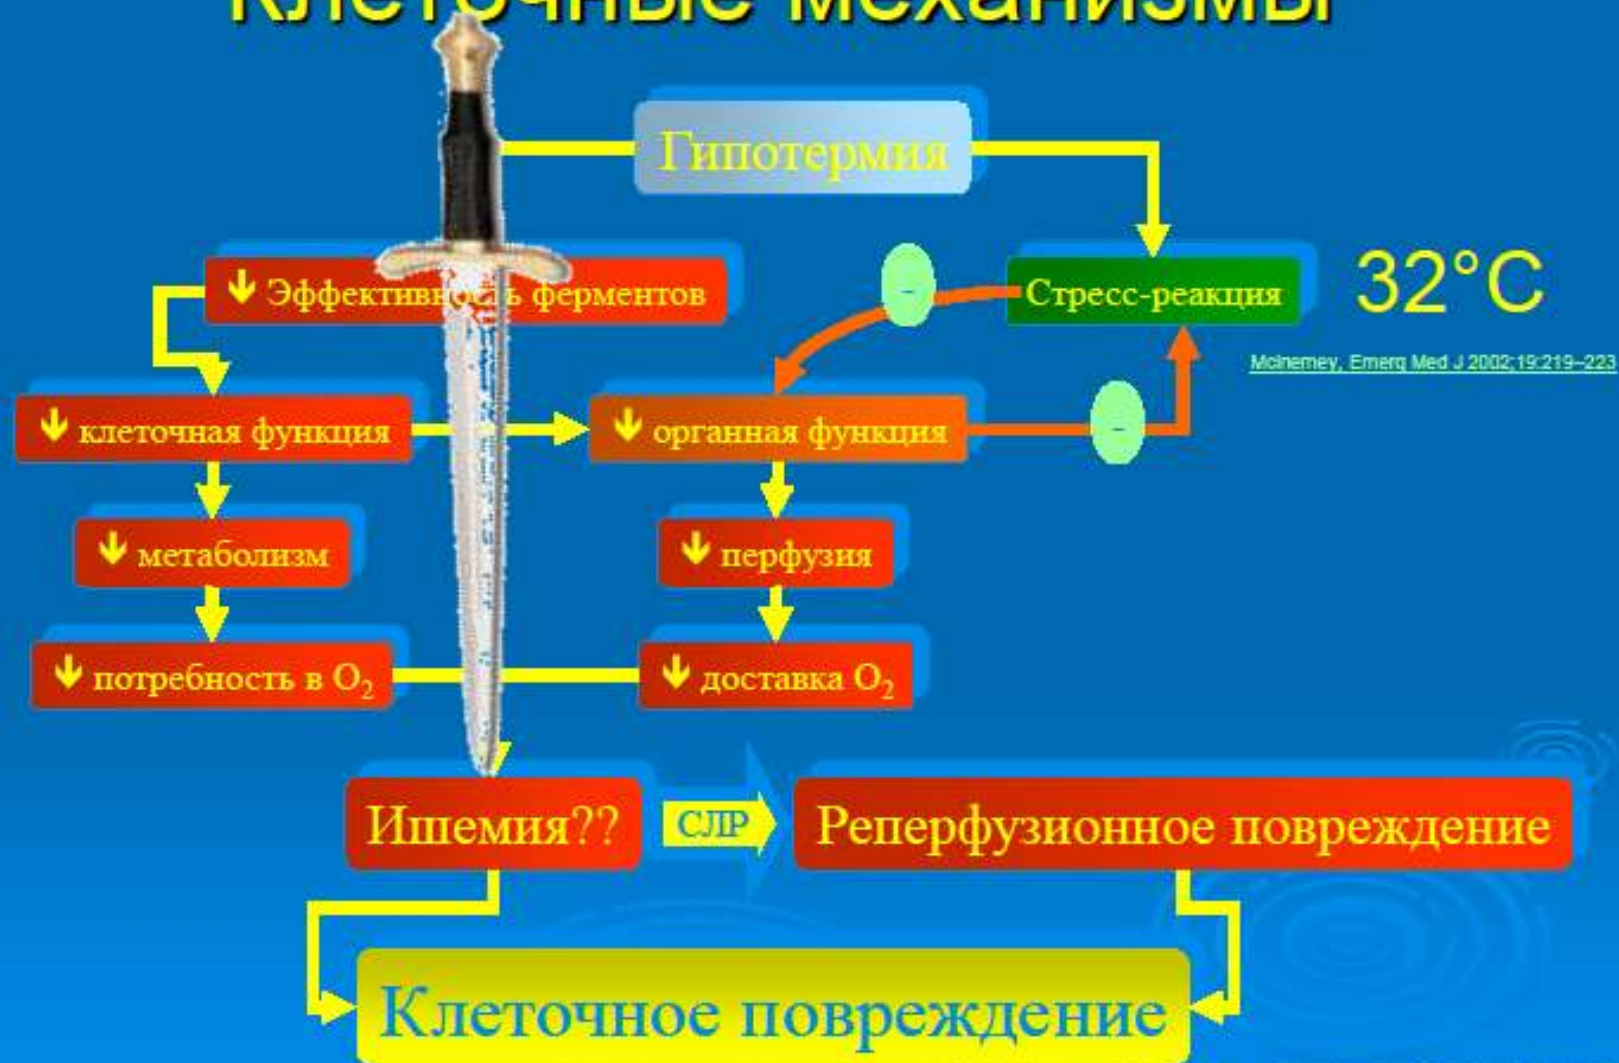 Клеточные механизмы
Гипотермия
Эффективность ферментов
Стресс-реакция
32°C
McInerney, Emerg Med J 2002;19:219–223
клеточная функция
органная функция
метаболизм
перфузия
потребность в O₂
доставка O₂
Ишемия??
СЛР
Реперфузионное повреждение
Клеточное повреждение